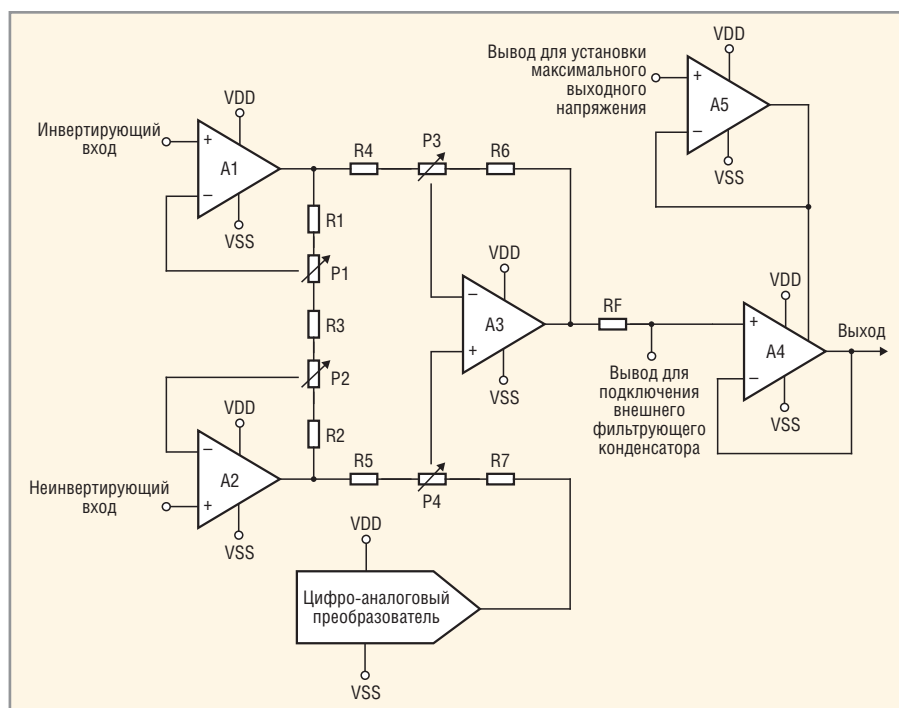 VDD
Вывод для установки
максимального
выходного
напряжения
+
A5
−
VSS
VDD
Инвертирующий
вход
+
A1
−
VSS
R4
P3
R6
R1
P1
R3
P2
R2
VDD
−
A3
+
VSS
RF
Вывод для
подключения
внешнего
фильтрующего
конденсатора
VDD
+
A4
−
VSS
Выход
VDD
−
A2
+
VSS
Неинвертирующий
вход
R5
P4
R7
VDD
Цифро-аналоговый
преобразователь
VSS